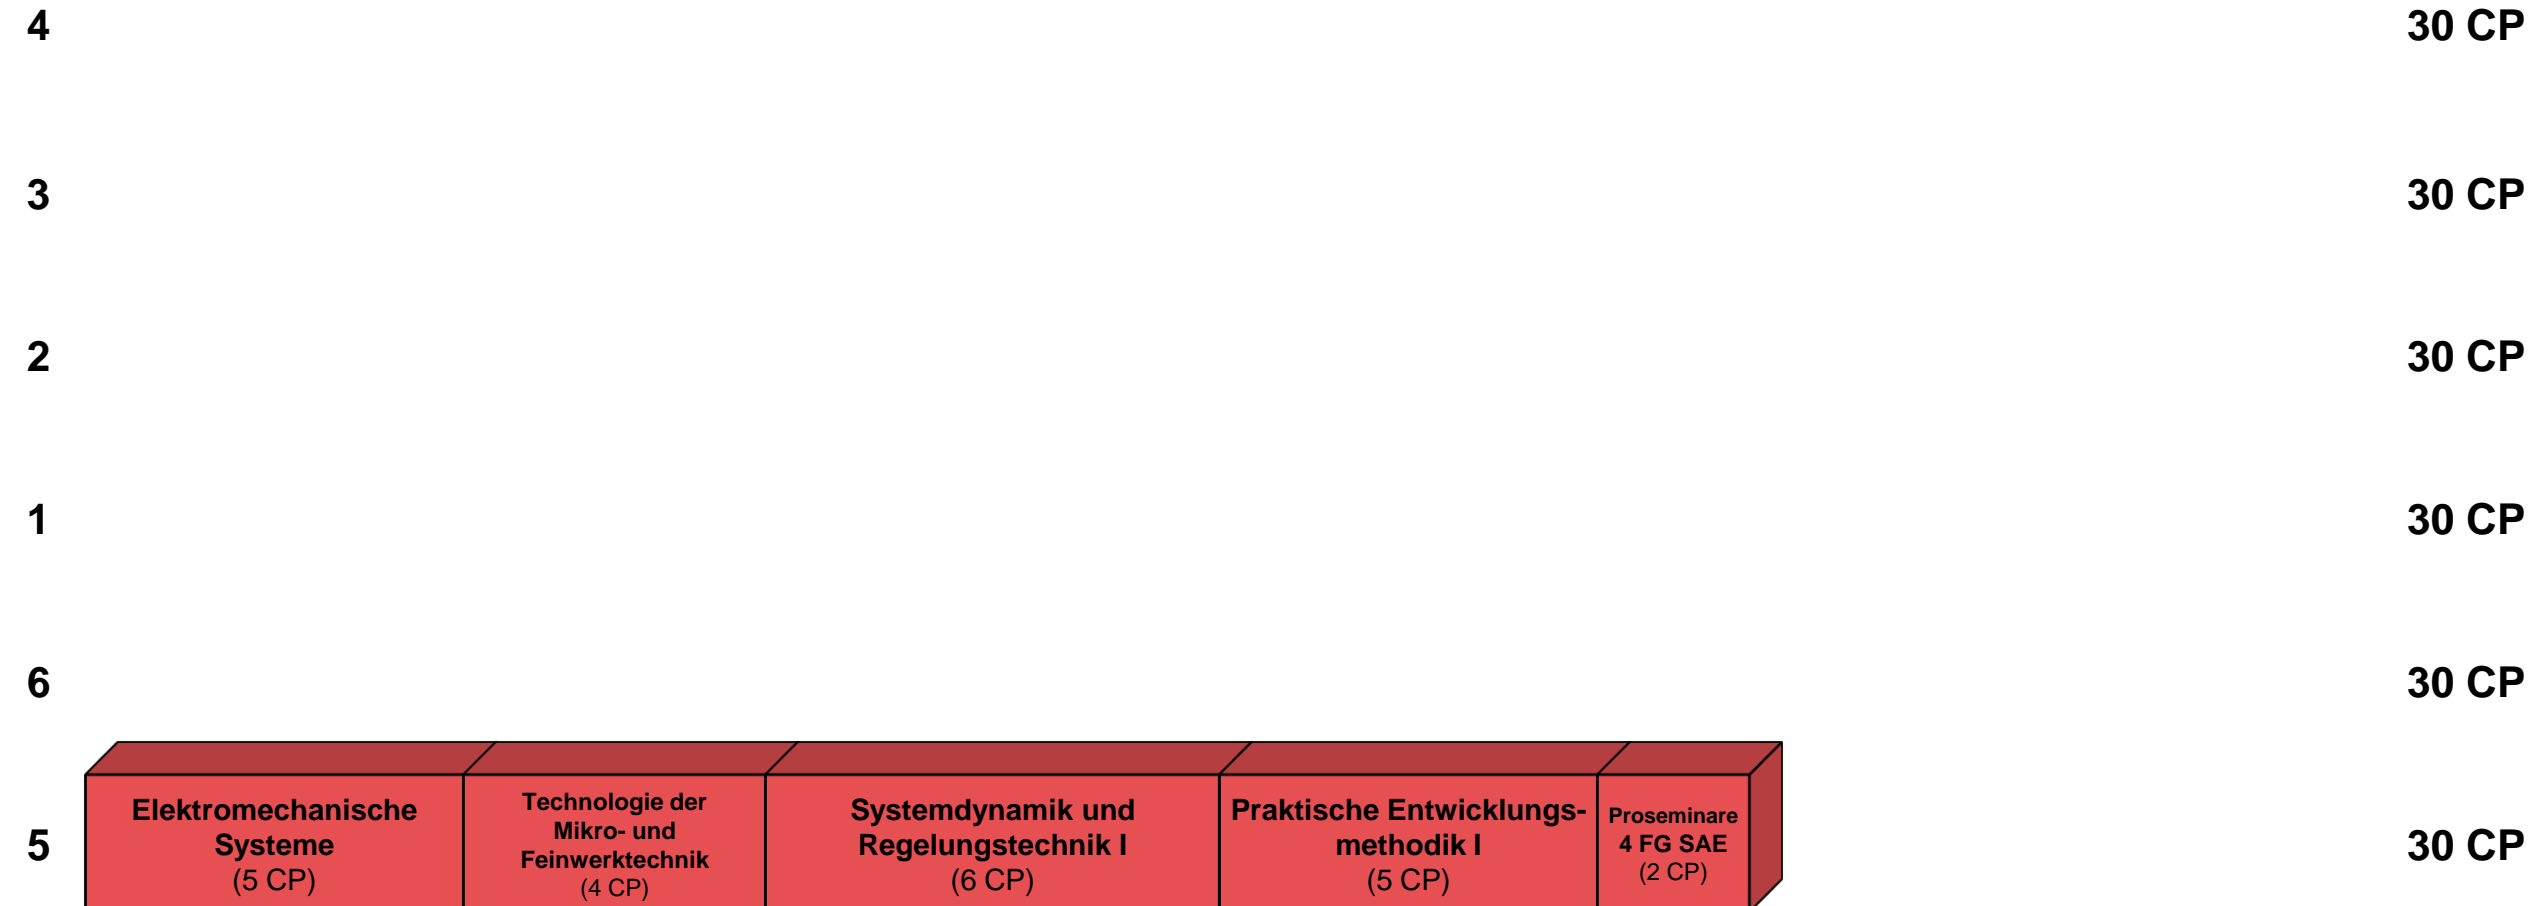 4
30 CP
3
30 CP
2
30 CP
1
30 CP
6
30 CP
Elektromechanische
Systeme
(5 CP)
Technologie der
Mikro- und
Feinwerktechnik
(4 CP)
Systemdynamik und
Regelungstechnik I
(6 CP)
Praktische Entwicklungs-
methodik I
(5 CP)
Proseminare
4 FG SAE
(2 CP)
5
30 CP